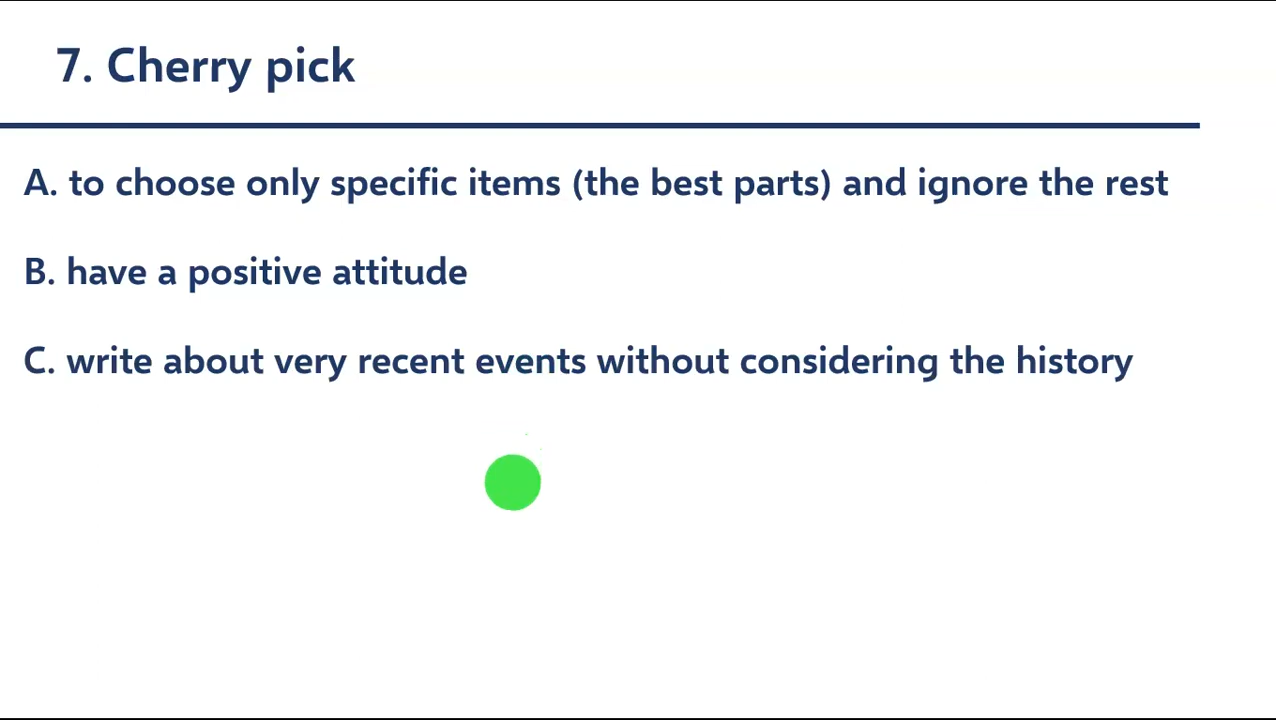 7. Cherry pick
A. to choose only specific items (the best parts) and ignore the rest
B. have a positive attitude
C. write about very recent events without considering the history